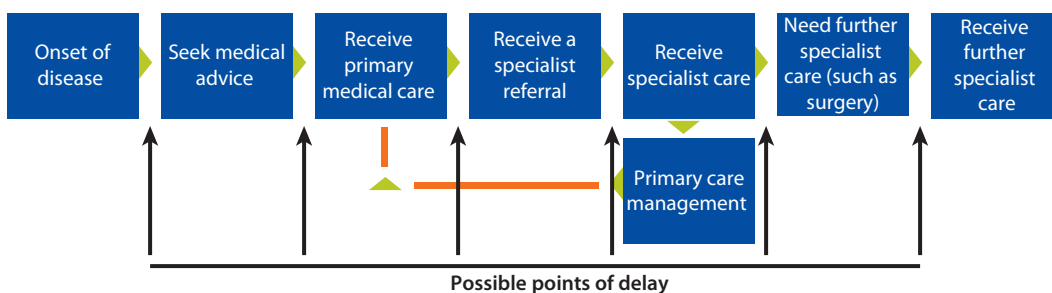 Onset of
disease
Seek medical
advice
Receive
primary
medical care
Receive a
specialist
referral
Receive
specialist care
Need further
specialist
care (such as
surgery)
Receive
further
specialist
care
Primary care
management
Possible points of delay